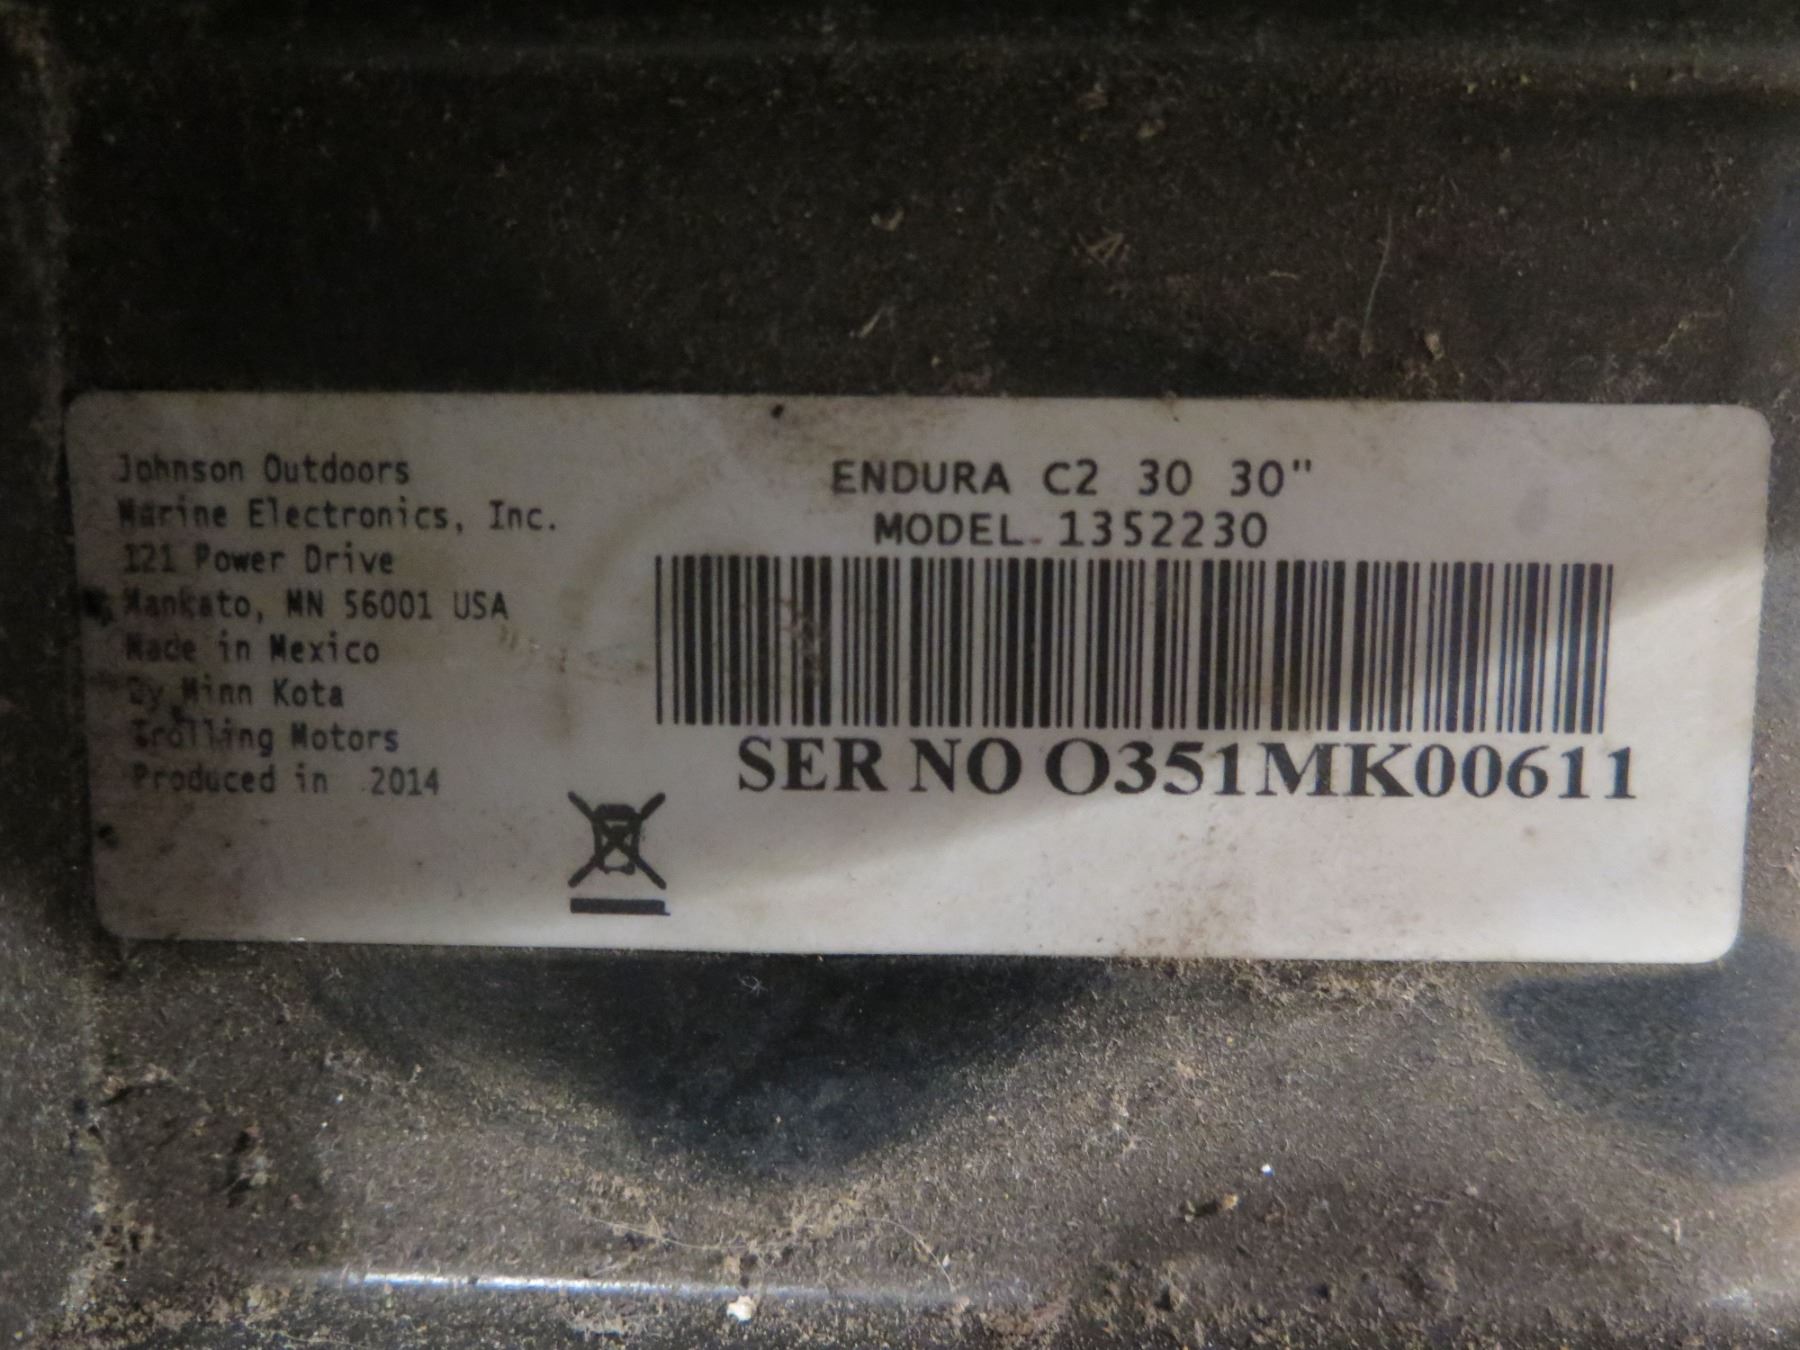 Johnson Outdoors
Marine Electronics, Inc.
121 Power Drive
Mankato, MN 56001 USA
Made in Mexico
By Minn Kota
Trolling Motors
Produced in 2014
ENDURA C2 30 30"
MODEL 1352230
SER NO O351MK00611